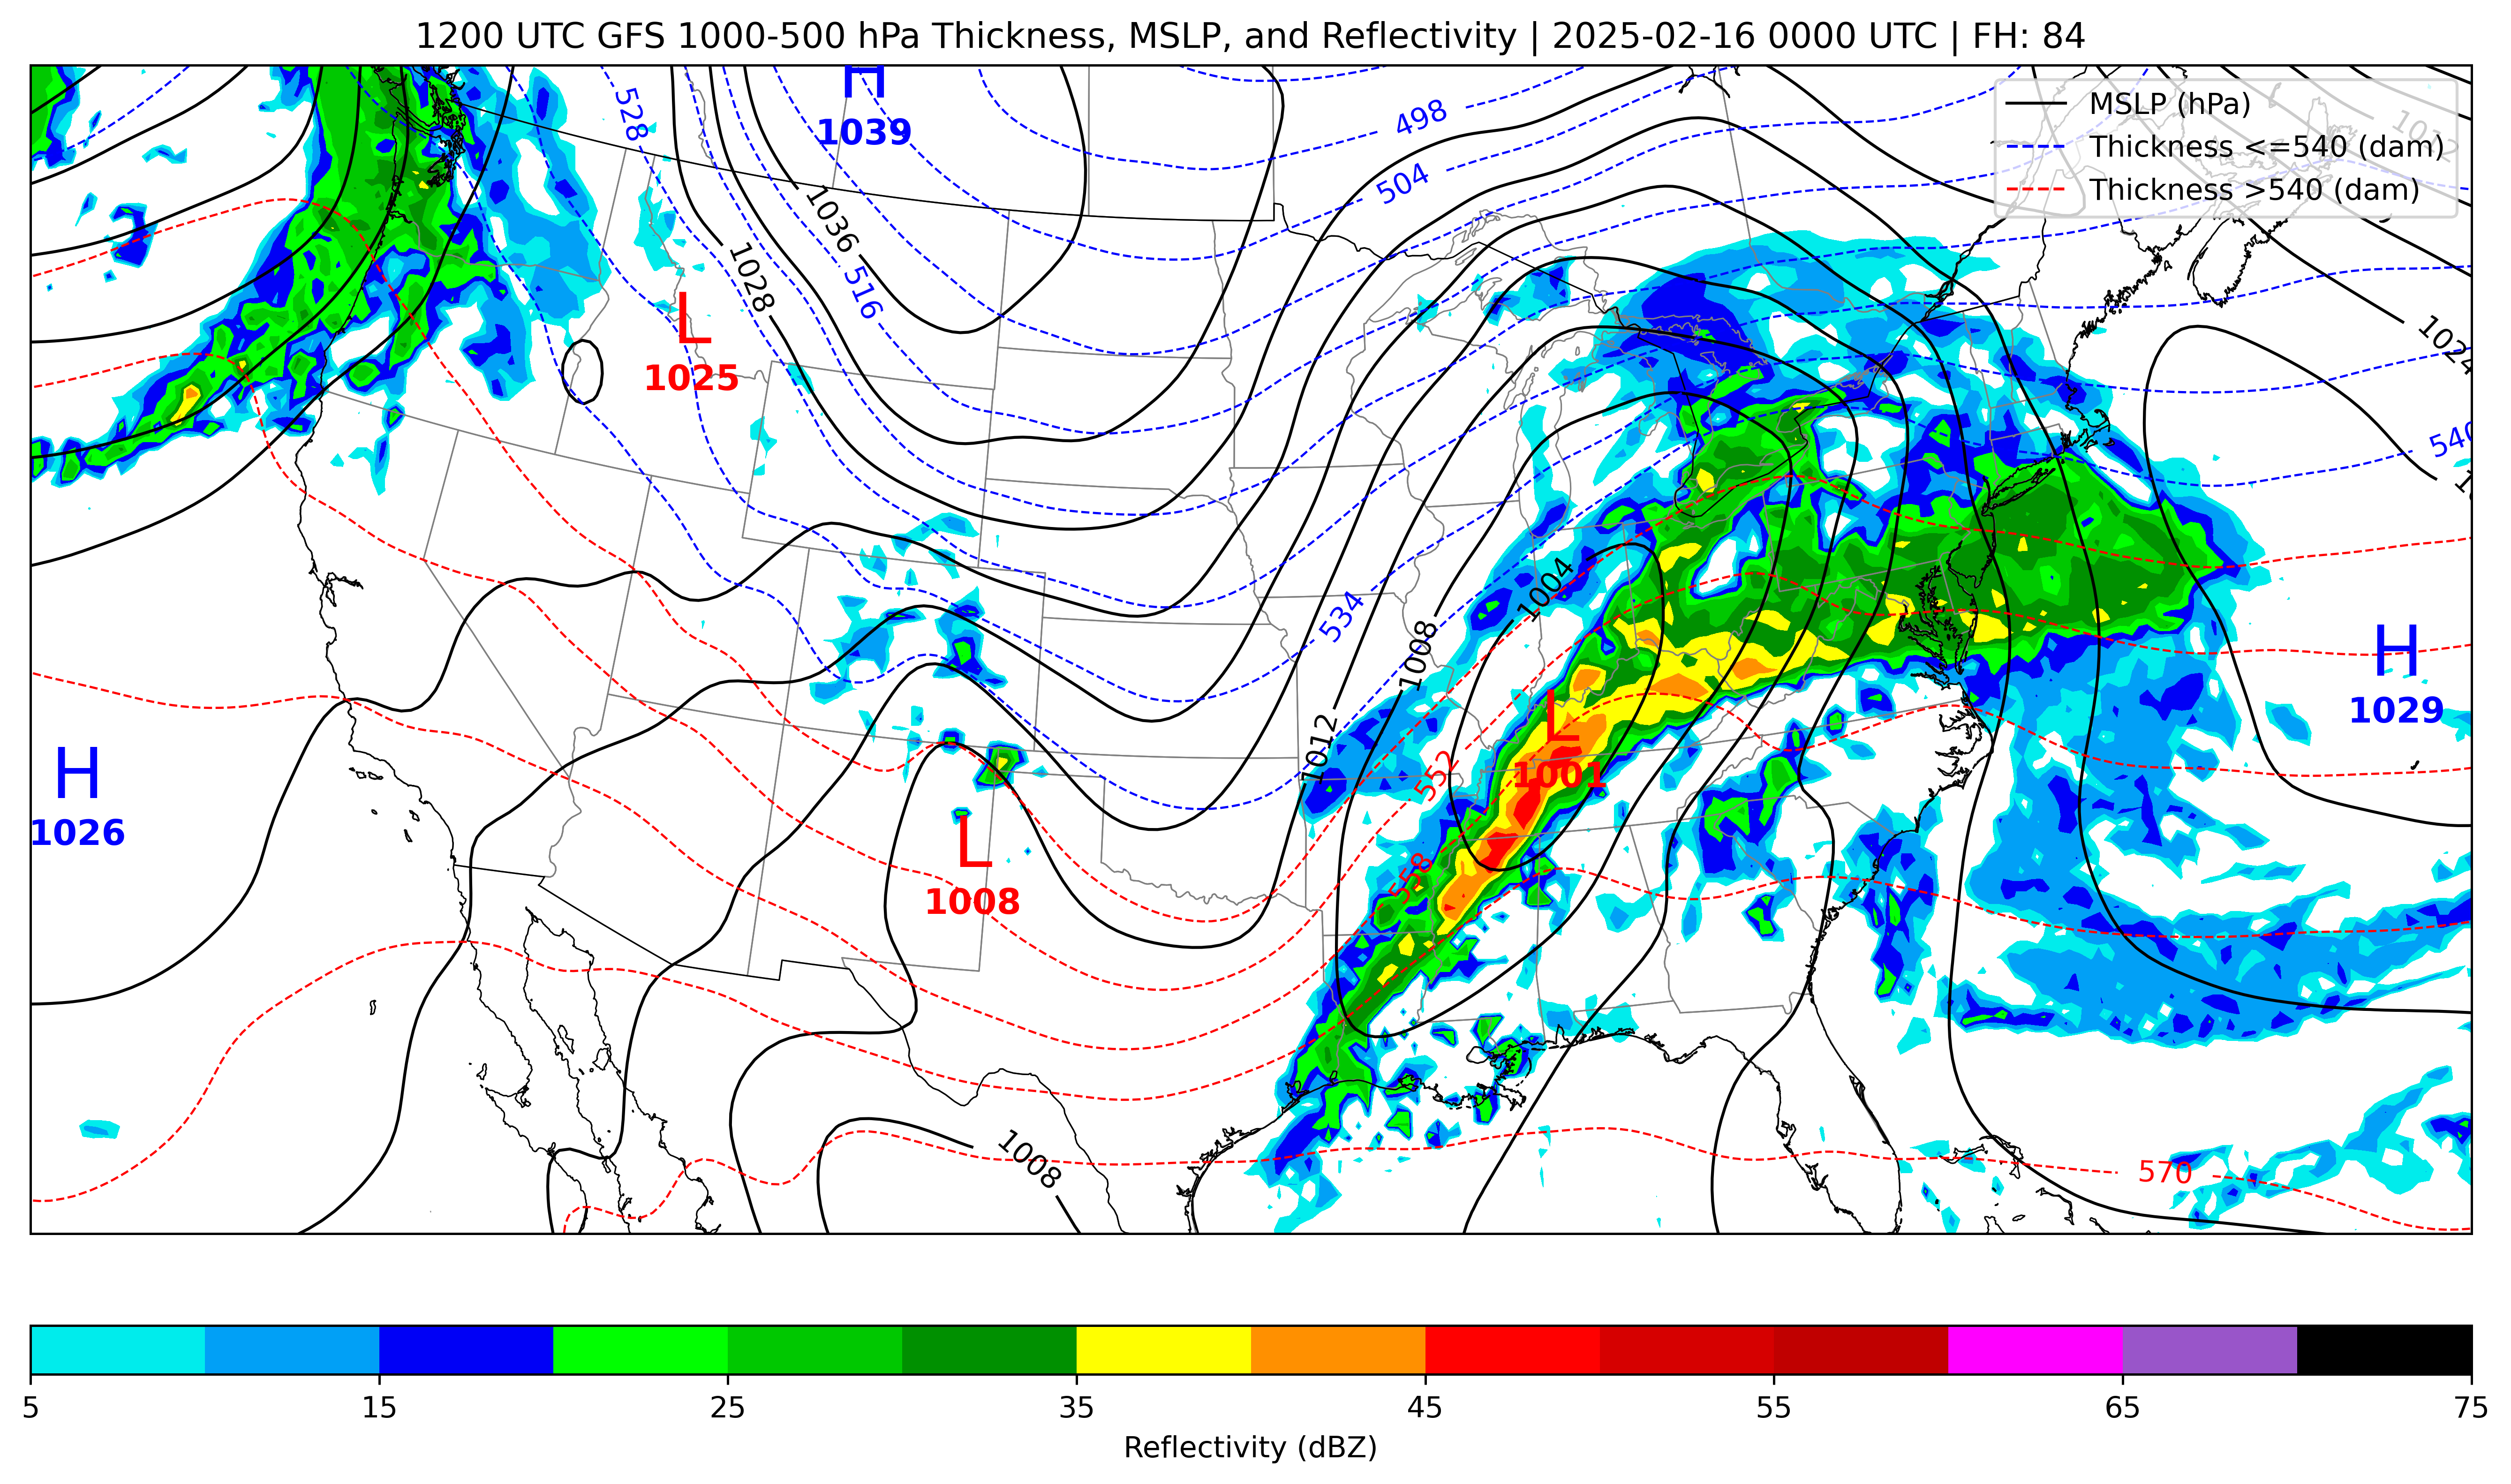 1200 UTC GFS 1000-500 hPa Thickness, MSLP, and Reflectivity | 2025-02-16 0000 UTC | FH: 84
MSLP (hPa)
Thickness <=540 (dam)
Thickness >540 (dam)
H
1039
528
498
504
1012
1036
1028
516
L
1025
1024
540
534
1004
1008
1012
552
558
L
1001
H
1029
H
1026
L
1008
1008
570
5 15 25 35 45 55 65 75
Reflectivity (dBZ)